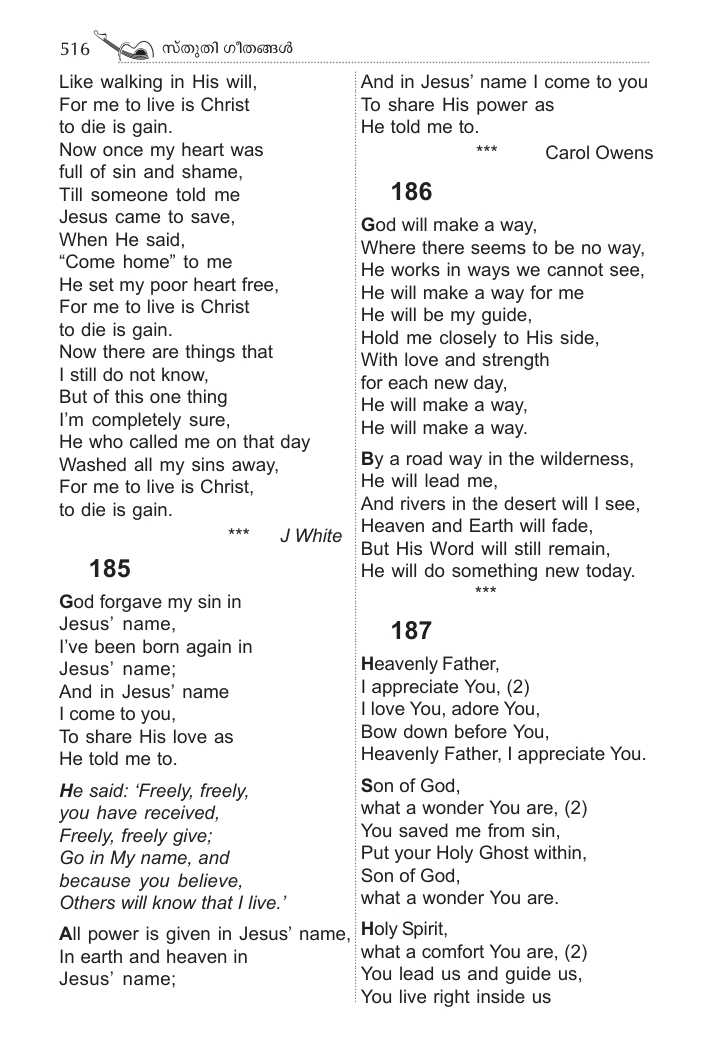 516 സ്തുതി ഗീതങ്ങൾ
Like walking in His will,
For me to live is Christ
to die is gain.
Now once my heart was
full of sin and shame,
Till someone told me
Jesus came to save,
When He said,
“Come home” to me
He set my poor heart free,
For me to live is Christ
to die is gain.
Now there are things that
I still do not know,
But of this one thing
I’m completely sure,
He who called me on that day
Washed all my sins away,
For me to live is Christ,
to die is gain.
*** J White
185
God forgave my sin in
Jesus’ name,
I’ve been born again in
Jesus’ name;
And in Jesus’ name
I come to you,
To share His love as
He told me to.
He said: ‘Freely, freely,
you have received,
Freely, freely give;
Go in My name, and
because you believe,
Others will know that I live.’
All power is given in Jesus’ name,
In earth and heaven in
Jesus’ name;
And in Jesus’ name I come to you
To share His power as
He told me to.
*** Carol Owens
186
God will make a way,
Where there seems to be no way,
He works in ways we cannot see,
He will make a way for me
He will be my guide,
Hold me closely to His side,
With love and strength
for each new day,
He will make a way,
He will make a way.
By a road way in the wilderness,
He will lead me,
And rivers in the desert will I see,
Heaven and Earth will fade,
But His Word will still remain,
He will do something new today.
***
187
Heavenly Father,
I appreciate You, (2)
I love You, adore You,
Bow down before You,
Heavenly Father, I appreciate You.
Son of God,
what a wonder You are, (2)
You saved me from sin,
Put your Holy Ghost within,
Son of God,
what a wonder You are.
Holy Spirit,
what a comfort You are, (2)
You lead us and guide us,
You live right inside us